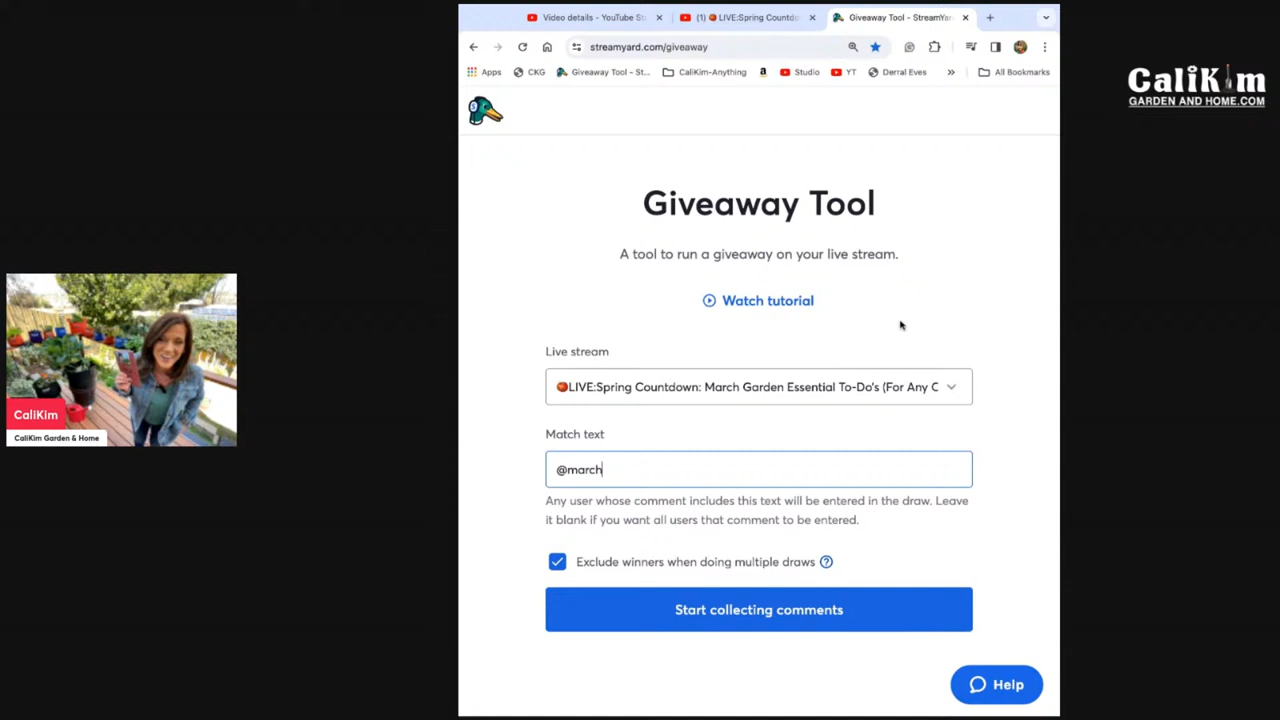 Video details - YouTube St
(1) LIVE:Spring Countdo
Giveaway Tool - StreamYar
streamyard.com/giveaway
Apps
CKG
Giveaway Tool - St...
CaliKim-Anything
Studio
YT
Derral Eves
»
All Bookmarks
CaliKim
GARDEN AND HOME.COM
Giveaway Tool
A tool to run a giveaway on your live stream.
Watch tutorial
Live stream
LIVE:Spring Countdown: March Garden Essential To-Do's (For Any C
Match text
@march
Any user whose comment includes this text will be entered in the draw. Leave
it blank if you want all users that comment to be entered.
Exclude winners when doing multiple draws
Start collecting comments
Help
CaliKim
CaliKim Garden & Home